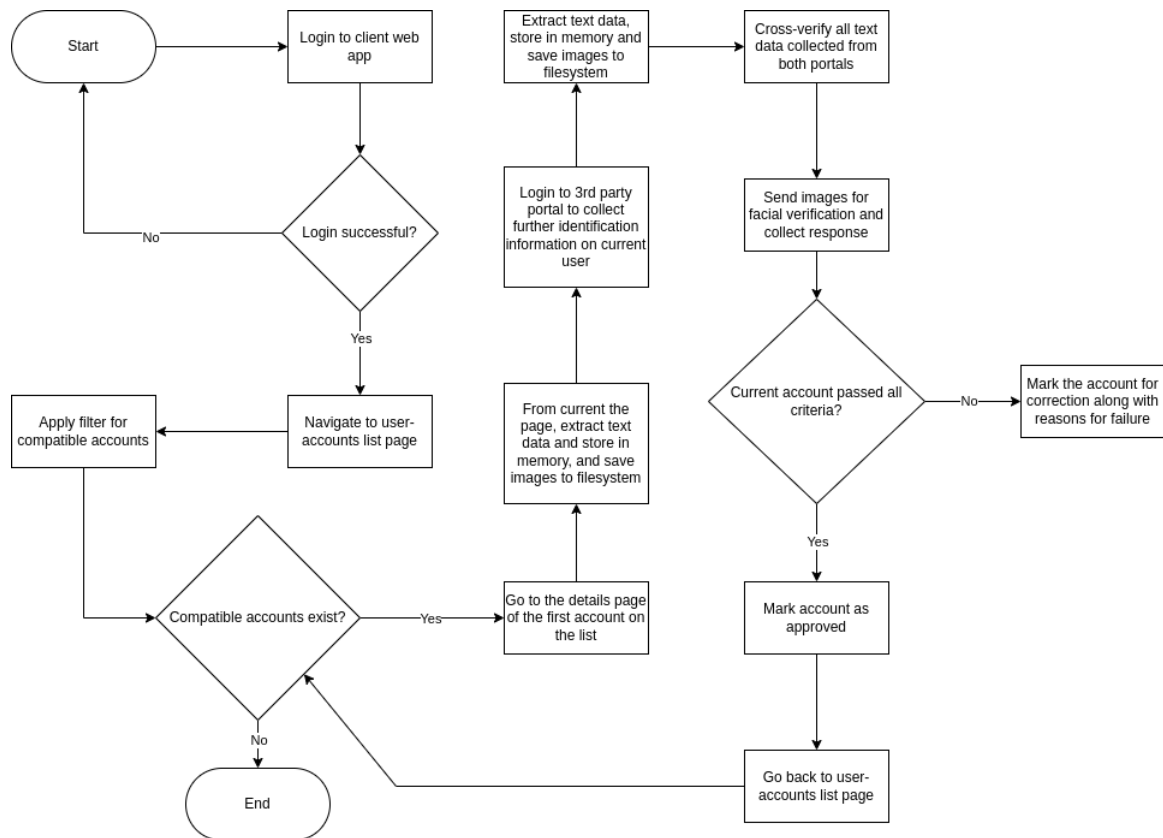 Start
Login to client web
app
Login successful?
No
Yes
Navigate to user-
accounts list page
Apply filter for
compatible accounts
Compatible accounts exist?
No
End
Yes
Go to the details page
of the first account on
the list
From current the
page, extract text
data and store in
memory, and save
images to filesystem
Login to 3rd party
portal to collect
further identification
information on current
user
Extract text data,
store in memory and
save images to
filesystem
Cross-verify all text
data collected from
both portals
Send images for
facial verification and
collect response
Current account passed all
criteria?
No
Mark the account for
correction along with
reasons for failure
Yes
Mark account as
approved
Go back to user-
accounts list page